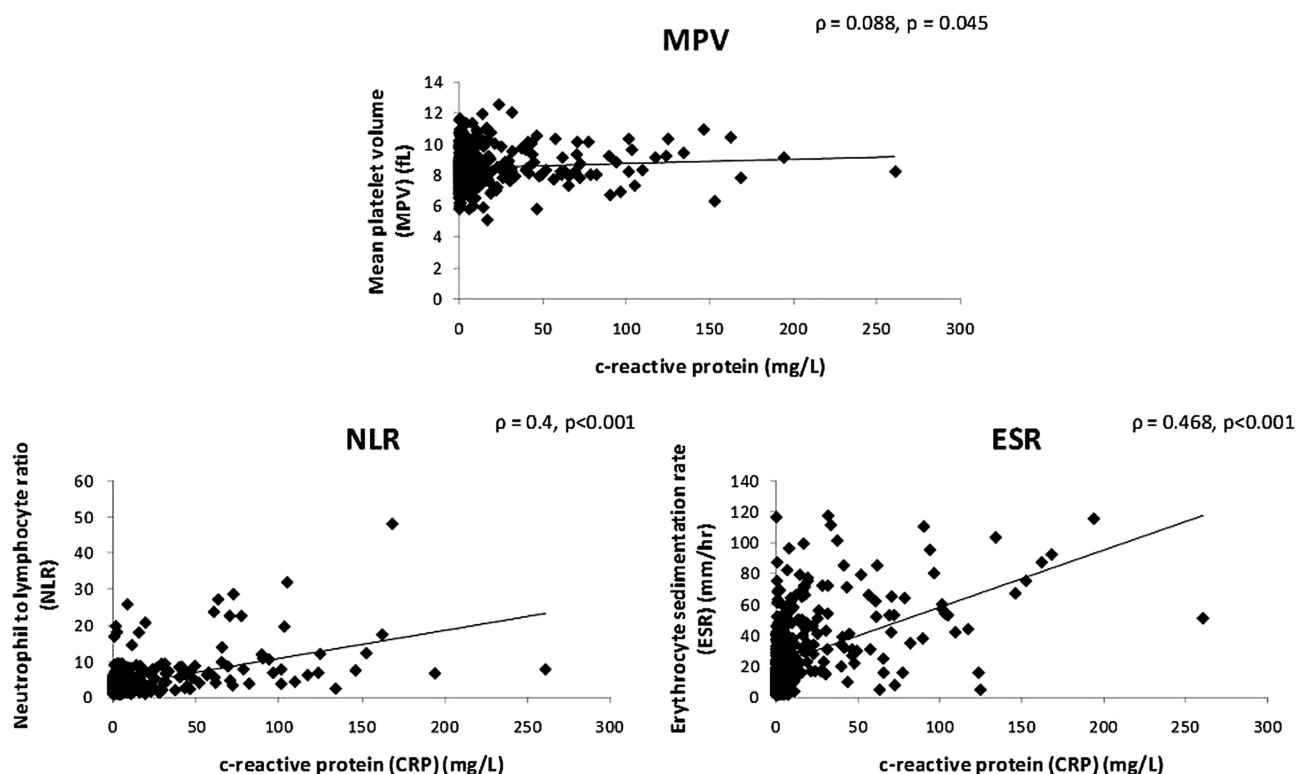 ρ = 0.088, p = 0.045
MPV
Mean platelet volume
(MPV) (fL)
14
12
10
8
6
4
2
0
0 50 100 150 200 250 300
c-reactive protein (mg/L)
ρ = 0.4, p<0.001
NLR
Neutrophil to lymphocyte ratio
(NLR)
60
50
40
30
20
10
0
0 50 100 150 200 250 300
c-reactive protein (CRP) (mg/L)
ρ = 0.468, p<0.001
ESR
Erythrocyte sedimentation rate
(ESR) (mm/hr)
140
120
100
80
60
40
20
0
0 50 100 150 200 250 300
c-reactive protein (CRP) (mg/L)